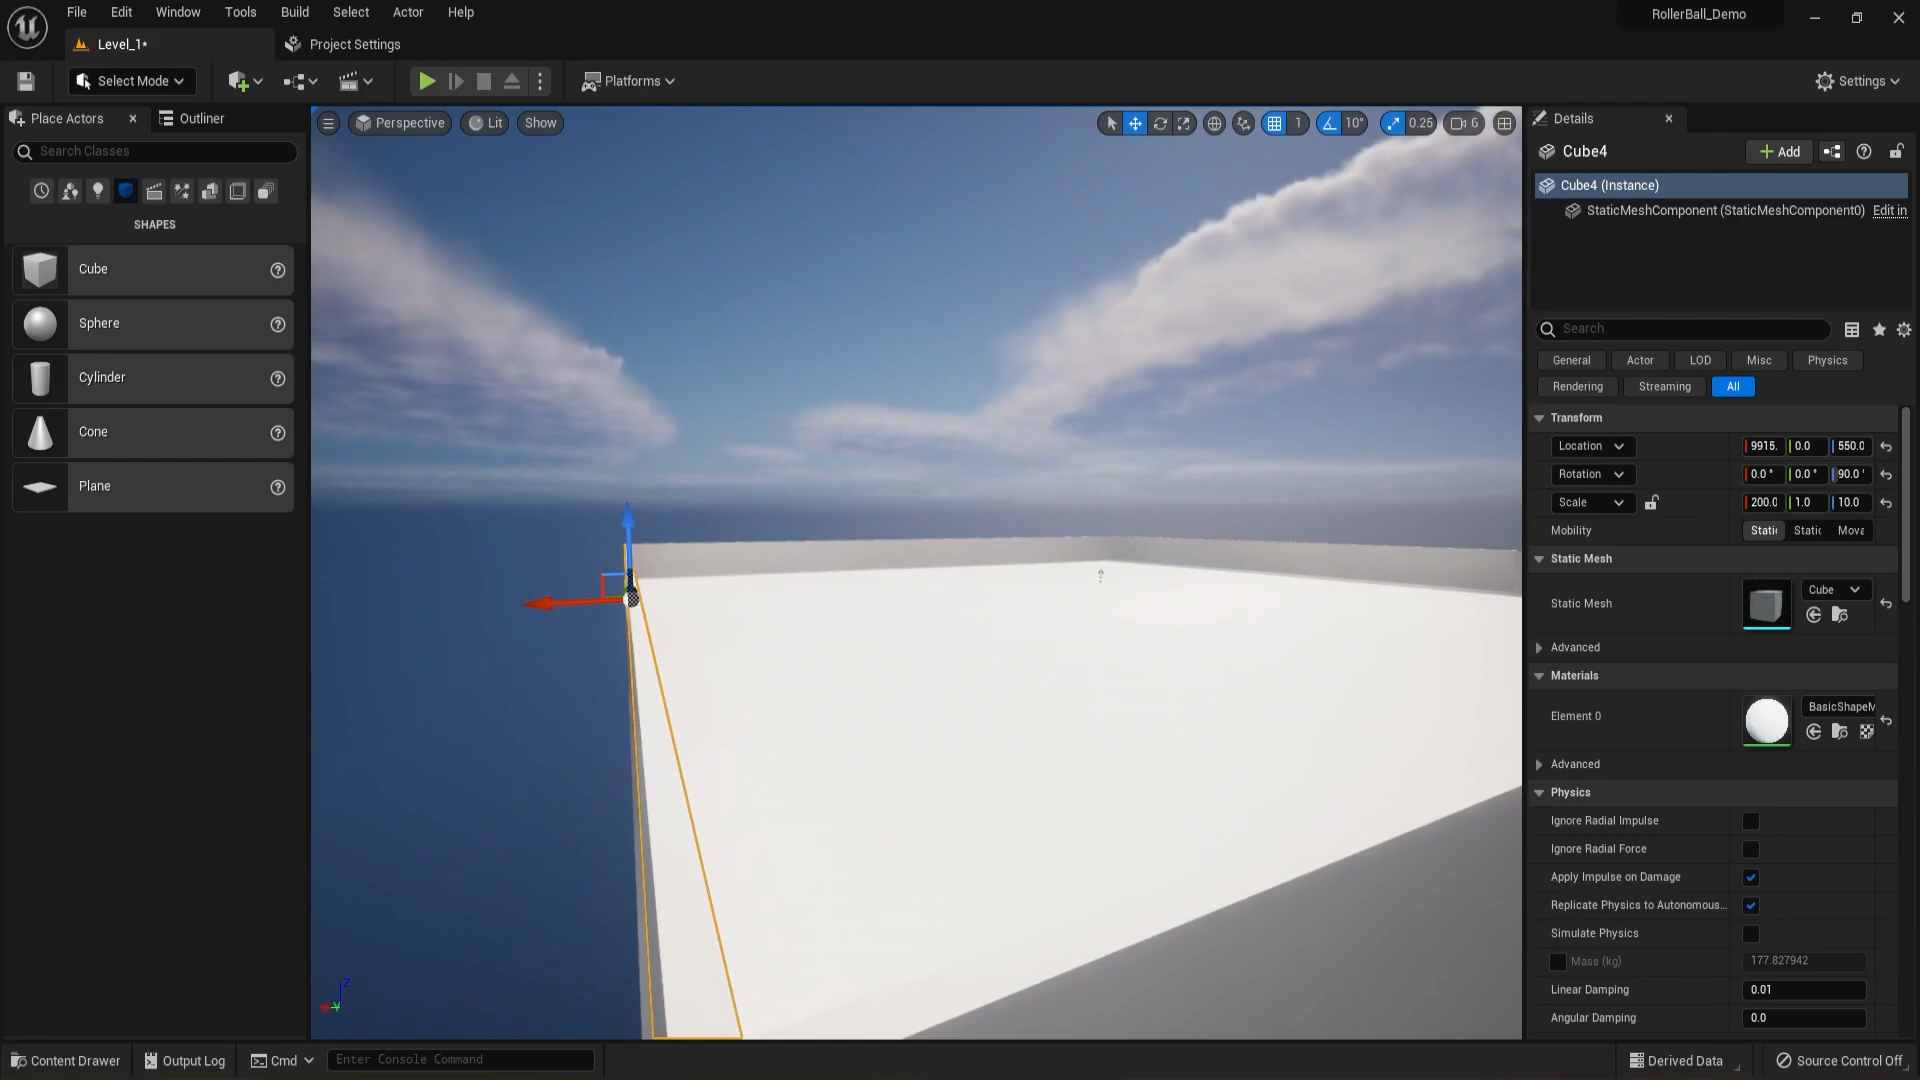 File Edit Window Tools Build Select Actor Help
RollerBall_Demo
Level_1*
Project Settings
Select Mode
Platforms
Settings
Place Actors
Outliner
Search Classes
SHAPES
Cube
Sphere
Cylinder
Cone
Plane
Perspective Lit Show
1 10° 0.25 6
Details
Cube4
+ Add
Cube4 (Instance)
StaticMeshComponent (StaticMeshComponent0) Edit in
Search
General Actor LOD Misc Physics
Rendering Streaming All
Transform
Location 9915. 0.0 550.0
Rotation 0.0 ° 0.0 ° 90.0 °
Scale 200.0 1.0 10.0
Mobility Static Static Mova
Static Mesh
Static Mesh Cube
Advanced
Materials
Element 0 BasicShapeM
Advanced
Physics
Ignore Radial Impulse
Ignore Radial Force
Apply Impulse on Damage
Replicate Physics to Autonomous...
Simulate Physics
Mass (kg) 177.827942
Linear Damping 0.01
Angular Damping 0.0
Z
Y
Content Drawer Output Log Cmd Enter Console Command
Derived Data Source Control Off